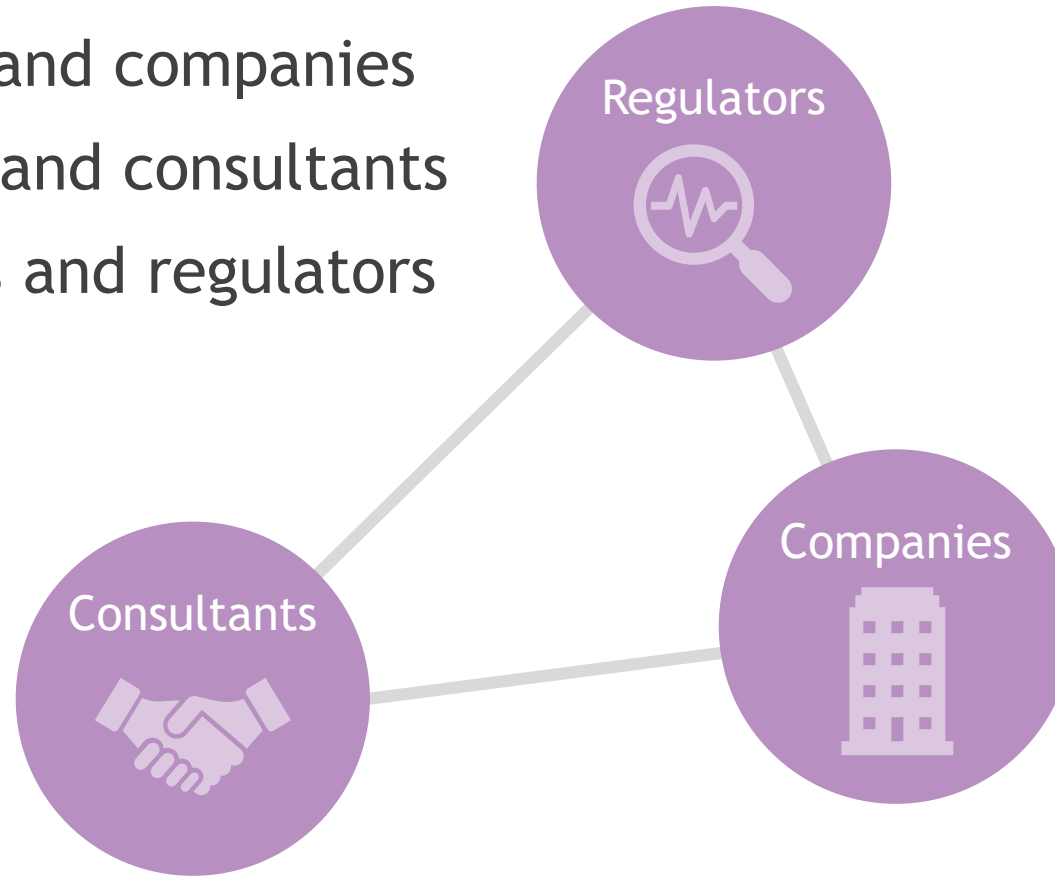 and companies
and consultants
and regulators
Regulators
Companies
Consultants